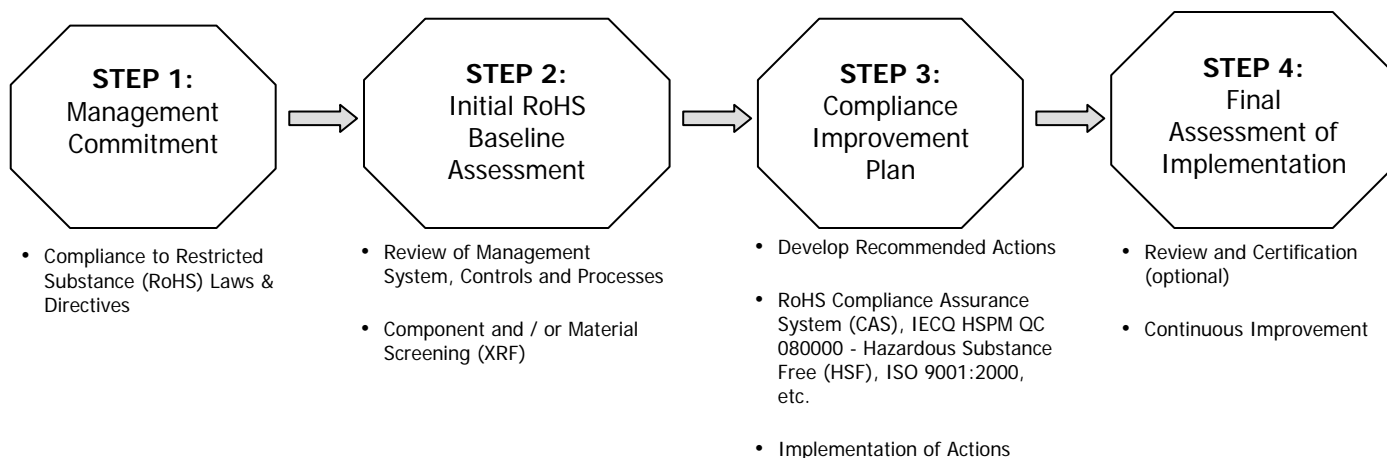 STEP 1:
Management
Commitment
STEP 2:
Initial RoHS
Baseline
Assessment
STEP 3:
Compliance
Improvement
Plan
STEP 4:
Final
Assessment of
Implementation
• Compliance to Restricted
Substance (RoHS) Laws &
Directives
• Review of Management
System, Controls and Processes
• Component and / or Material
Screening (XRF)
• Develop Recommended Actions
• RoHS Compliance Assurance
System (CAS), IECQ HSPM QC
080000 - Hazardous Substance
Free (HSF), ISO 9001:2000,
etc.
• Implementation of Actions
• Review and Certification
(optional)
• Continuous Improvement